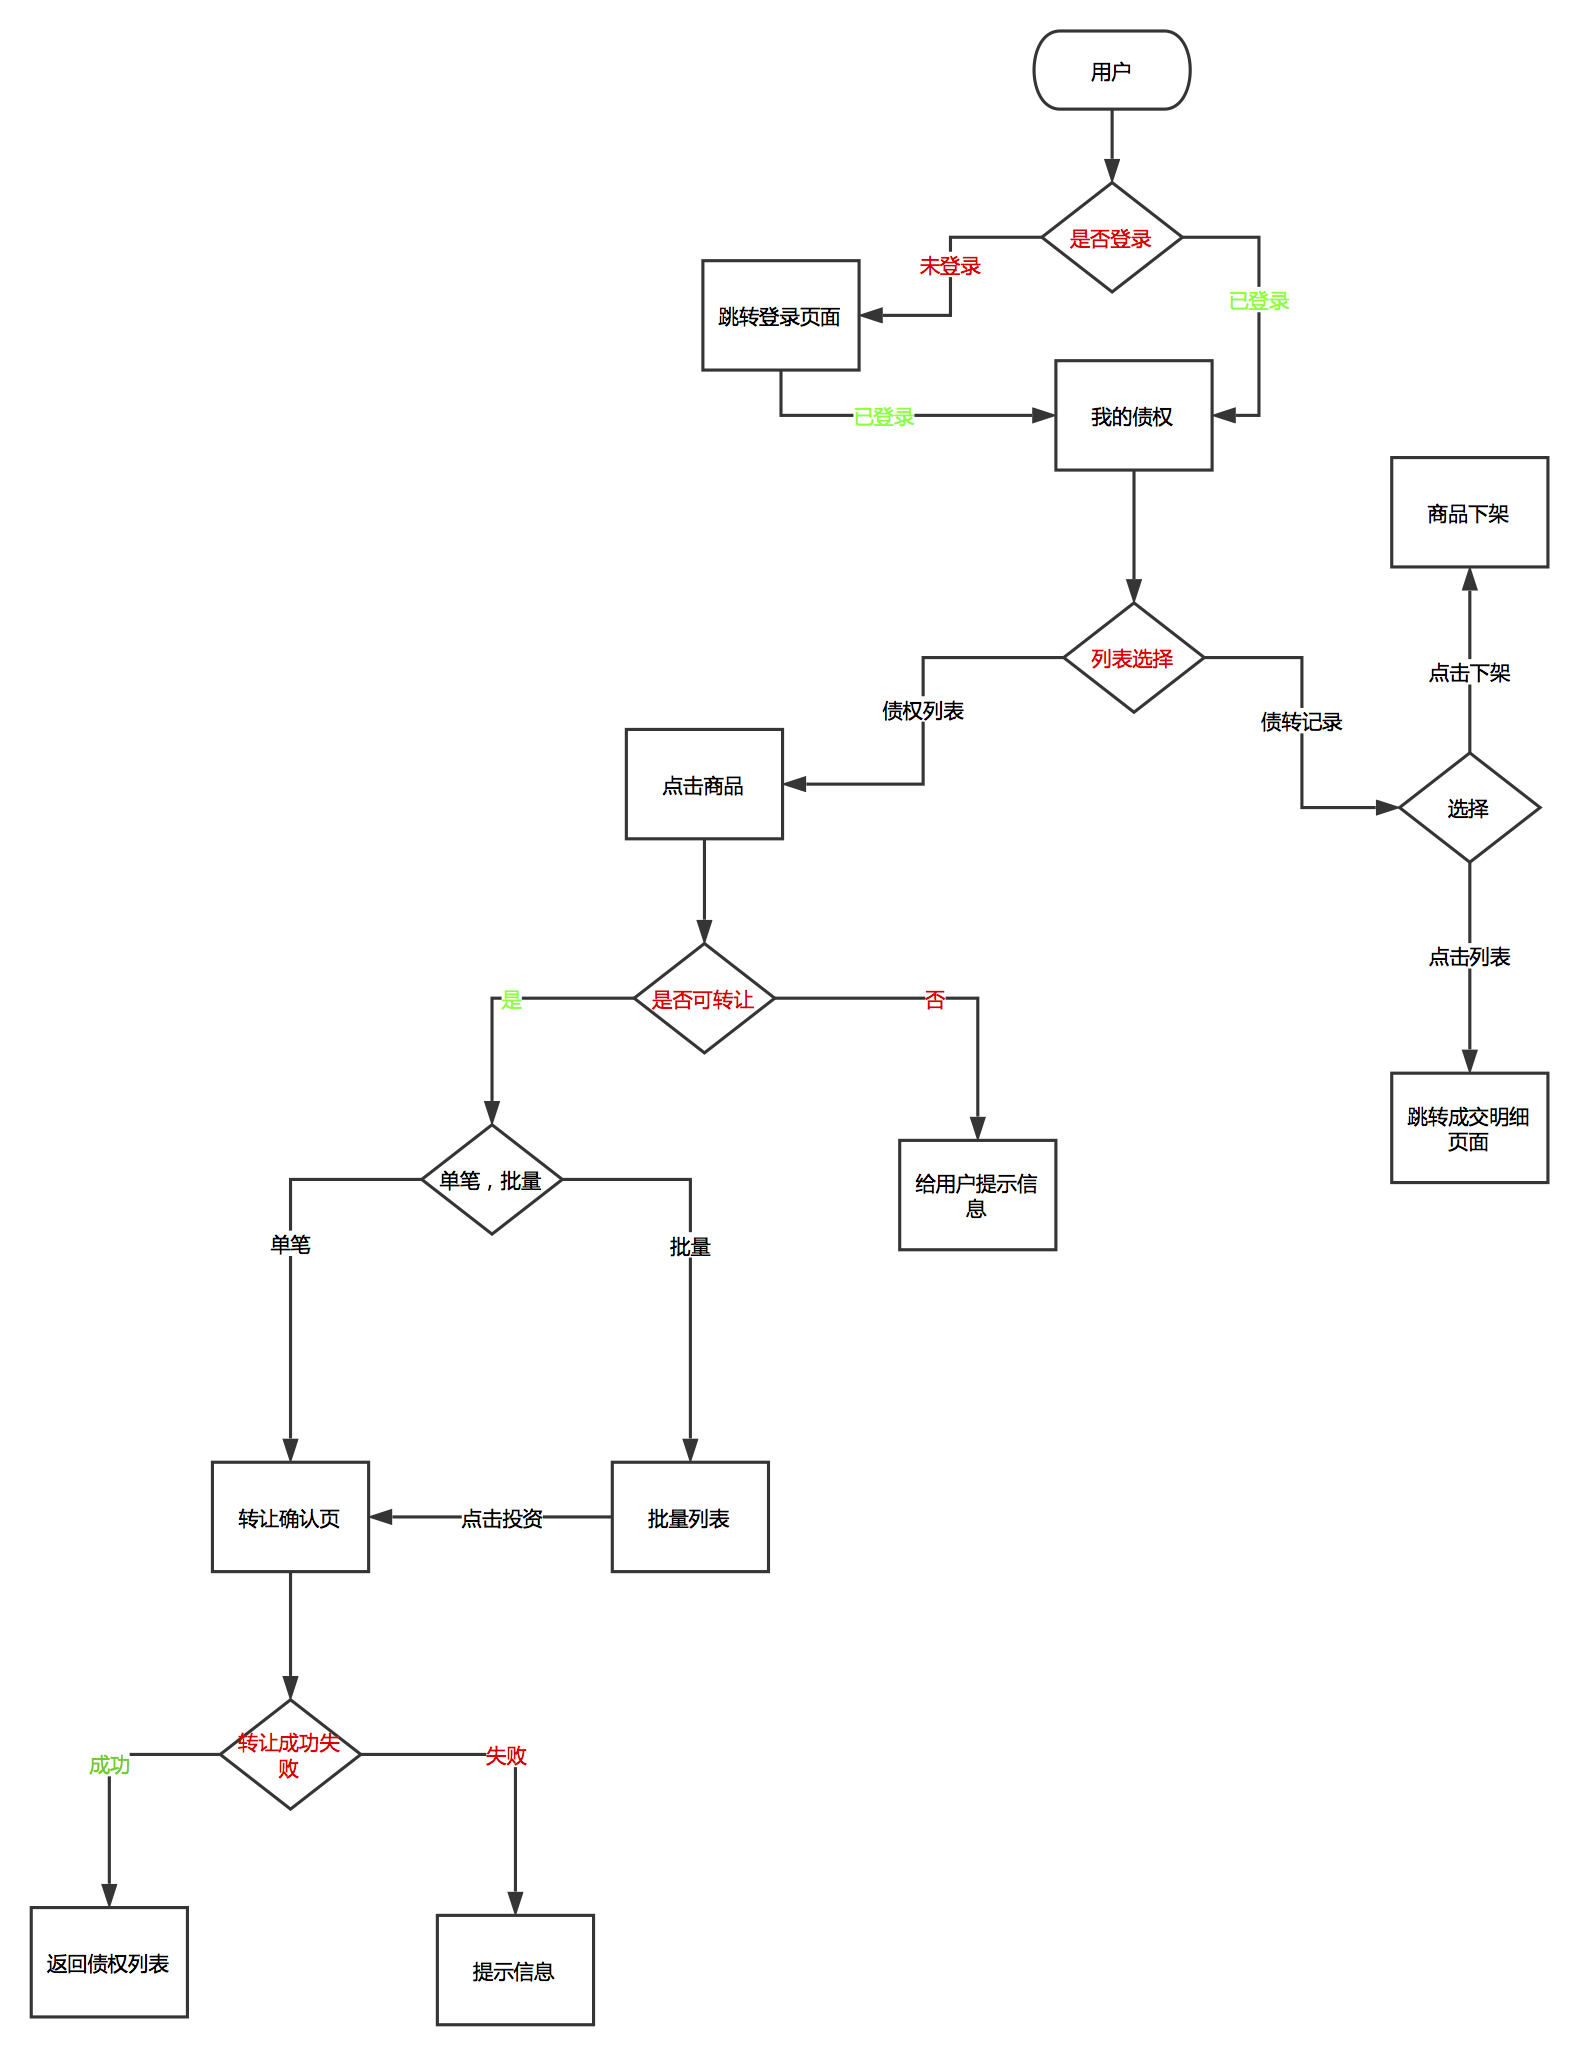 用户
是否登录
未登录
已登录
跳转登录页面
已登录
我的债权
商品下架
列表选择
点击下架
债权列表
债转记录
点击商品
选择
点击列表
是否可转让
是
否
跳转成交明细
页面
单笔，批量
给用户提示信
息
单笔
批量
转让确认页
点击投资
批量列表
转让成功失
败
成功
失败
返回债权列表
提示信息